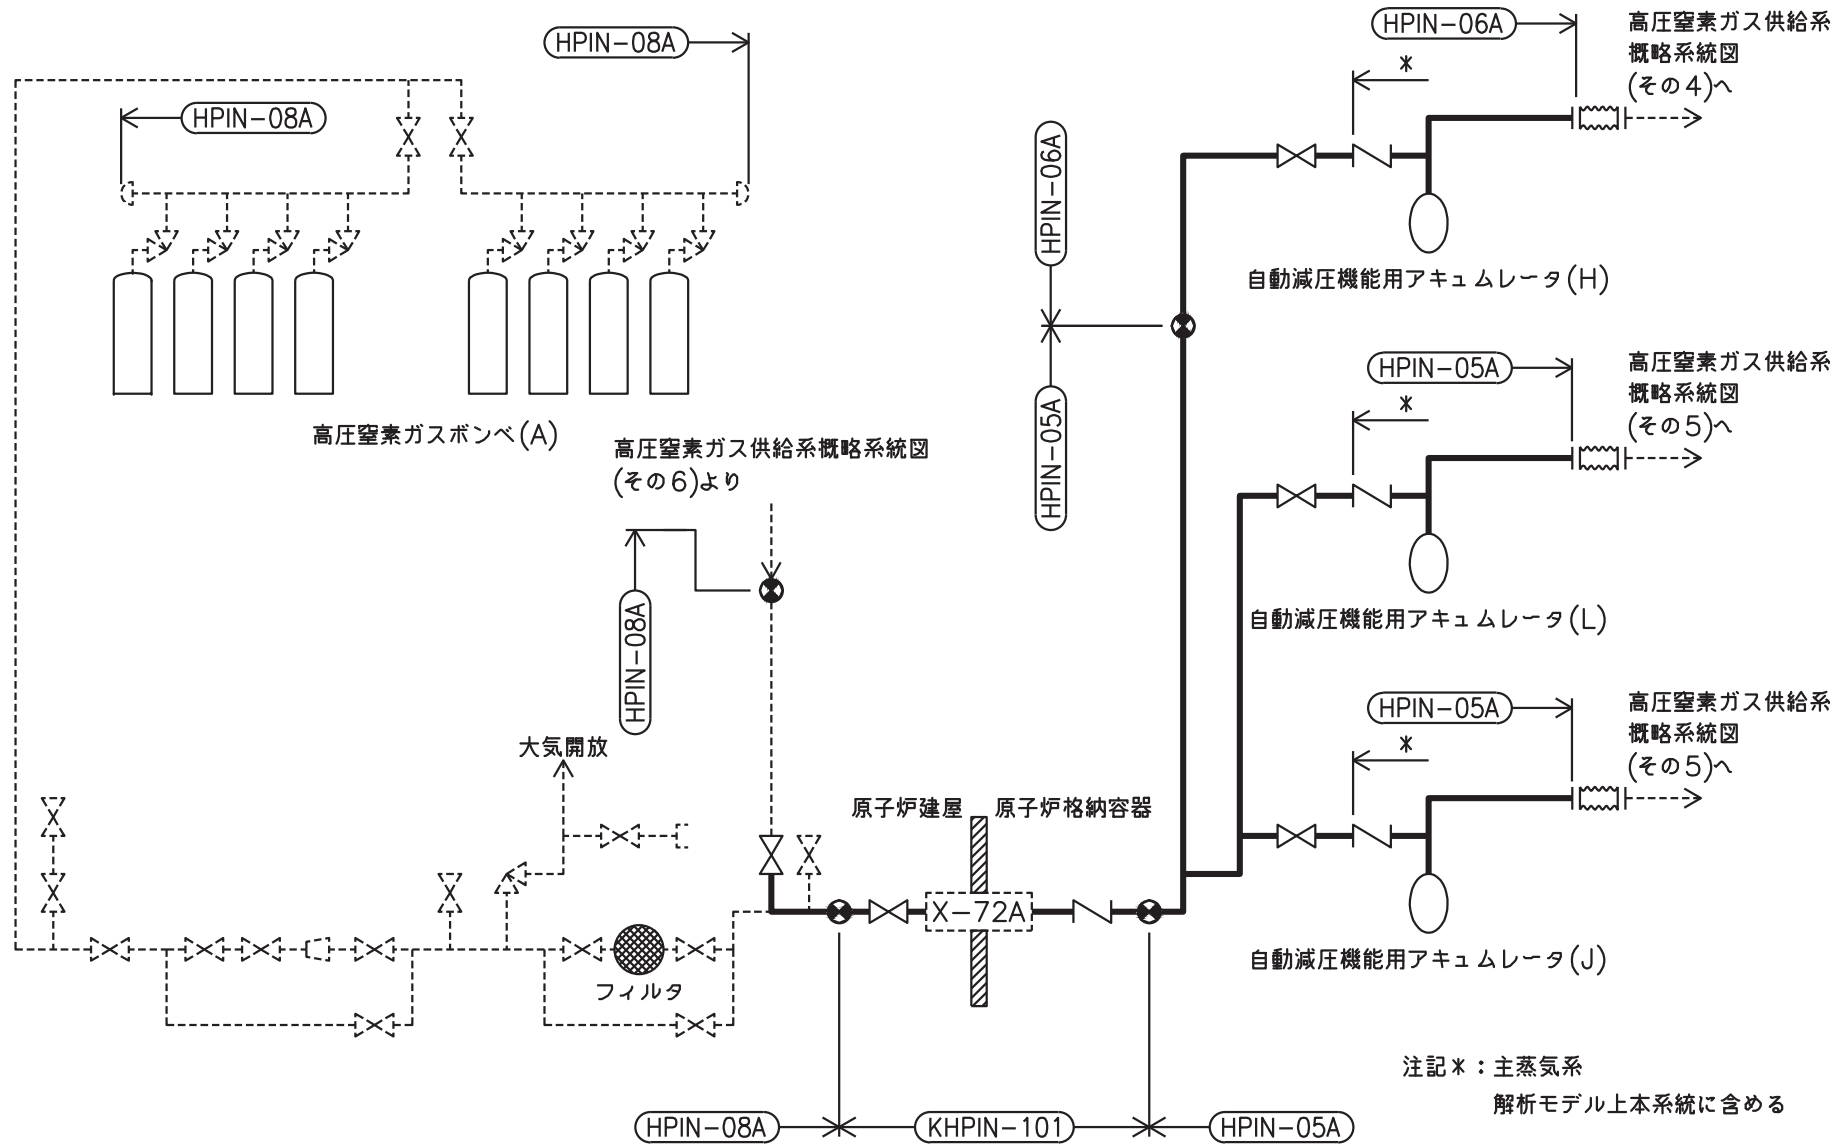 HPIN-08A
HPIN-08A
高圧窒素ガスボンベ(A)
高圧窒素ガス供給系概略系統図
(その6)より
HPIN-08A
大気開放
フィルタ
原子炉建屋
原子炉格納容器
X-72A
HPIN-06A
HPIN-05A
HPIN-06A
*
高圧窒素ガス供給系
概略系統図
(その4)へ
自動減圧機能用アキュムレータ(H)
HPIN-05A
*
高圧窒素ガス供給系
概略系統図
(その5)へ
自動減圧機能用アキュムレータ(L)
HPIN-05A
*
高圧窒素ガス供給系
概略系統図
(その5)へ
自動減圧機能用アキュムレータ(J)
注記*：主蒸気系
解析モデル上本系統に含める
HPIN-08A
KHPIN-101
HPIN-05A